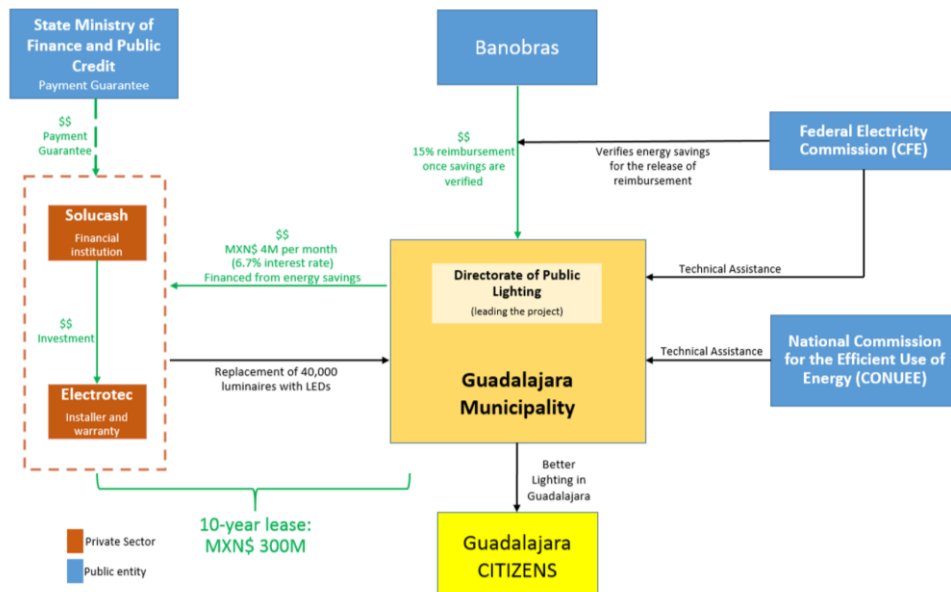 State Ministry of
Finance and Public
Credit
Payment Guarantee
Banobras
$$
Payment
Guarantee
$$
15% reimbursement
once savings are
verified
Verifies energy savings
for the release of
reimbursement
Federal Electricity
Commission (CFE)
Solucash
Financial
institution
$$
MXN$ 4M per month
(6.7% interest rate)
Financed from energy savings
Directorate of Public
Lighting
(leading the project)
Technical Assistance
$$
Investment
Replacement of 40,000
luminaires with LEDs
Guadalajara
Municipality
Technical Assistance
National Commission
for the Efficient Use of
Energy (CONUEE)
Electrotec
Installer and
warranty
Better
Lighting in
Guadalajara
10-year lease:
MXN$ 300M
Private Sector
Public entity
Guadalajara
CITIZENS